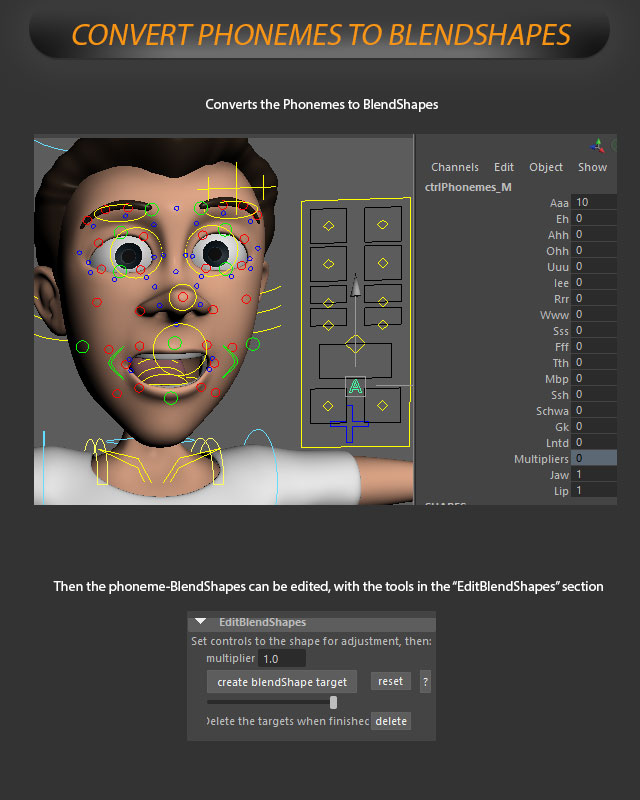 CONVERT PHONEMES TO BLENDSHAPES
Converts the Phonemes to BlendShapes
Channels Edit Object Show
ctrlPhonemes_M
Aaa 10
Eh 0
Ahh 0
Ohh 0
Uuu 0
Iee 0
Rrr 0
Www 0
Sss 0
Fff 0
Tth 0
Mbp 0
Ssh 0
Schwa 0
Gk 0
Lntd 0
Multipliers 0
Jaw 1
Lip 1
A
Then the phoneme-BlendShapes can be edited, with the tools in the “EditBlendShapes” section
EditBlendShapes
Set controls to the shape for adjustment, then:
multiplier 1.0
create blendShape target reset ?
the targets when delete